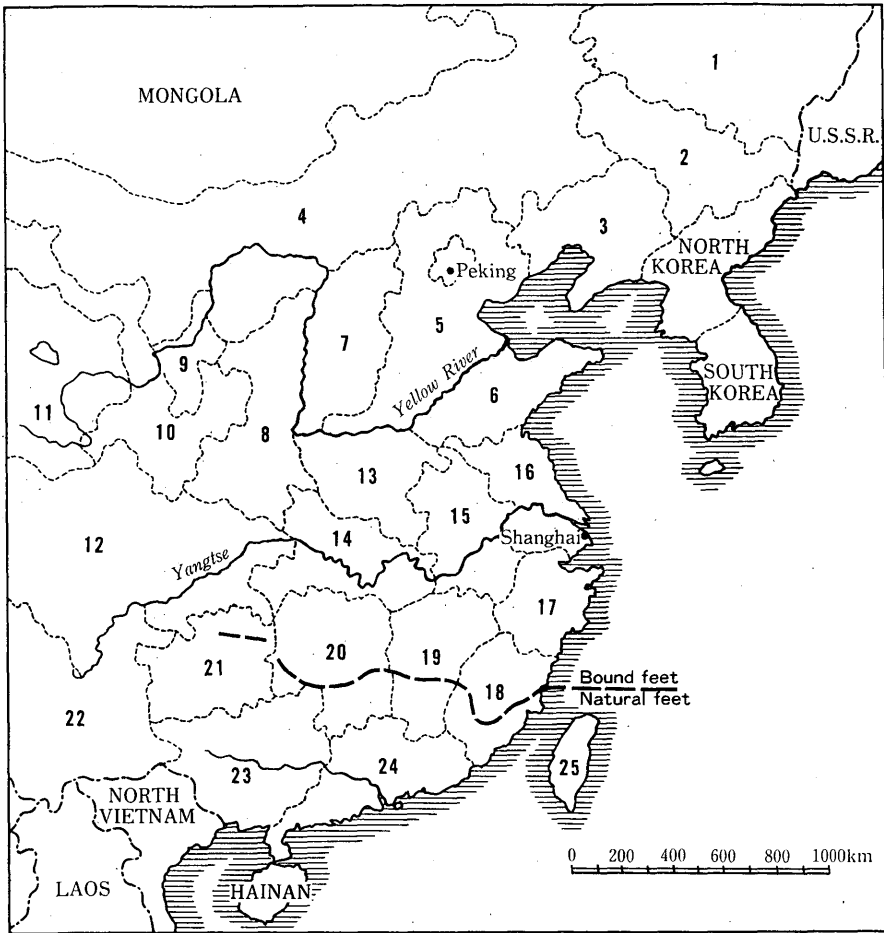 1
MONGOLA
U.S.S.R.
2
4
3
NORTH
KOREA
Peking
7
5
9
Yellow River
SOUTH
KOREA
11
6
10
8
13
16
15
Shanghai
12
14
Yangtse
17
20
19
21
Bound feet
18
Natural feet
22
25
24
23
NORTH
VIETNAM
0 200 400 600 800 1000km
LAOS
HAINAN